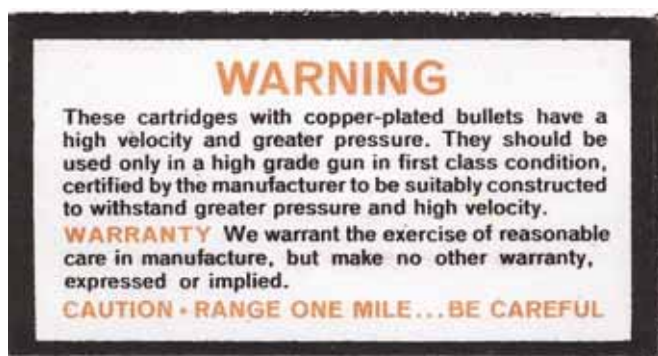 WARNING
These cartridges with copper-plated bullets have a
high velocity and greater pressure. They should be
used only in a high grade gun in first class condition,
certified by the manufacturer to be suitably constructed
to withstand greater pressure and high velocity.
WARRANTY We warrant the exercise of reasonable
care in manufacture, but make no other warranty,
expressed or implied.
CAUTION • RANGE ONE MILE...BE CAREFUL